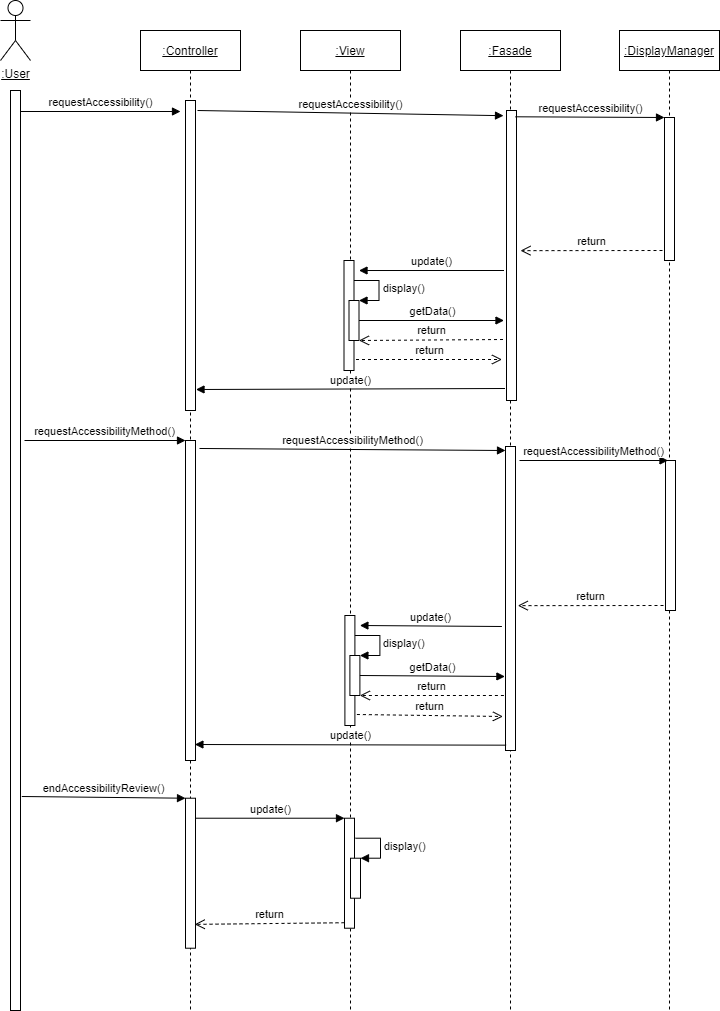 :User
:Controller
:View
:Fasade
:DisplayManager
requestAccessibility()
requestAccessibility()
requestAccessibility()
return
update()
display()
getData()
return
return
update()
requestAccessibilityMethod()
requestAccessibilityMethod()
requestAccessibilityMethod()
return
update()
display()
getData()
return
return
update()
endAccessibilityReview()
update()
display()
return